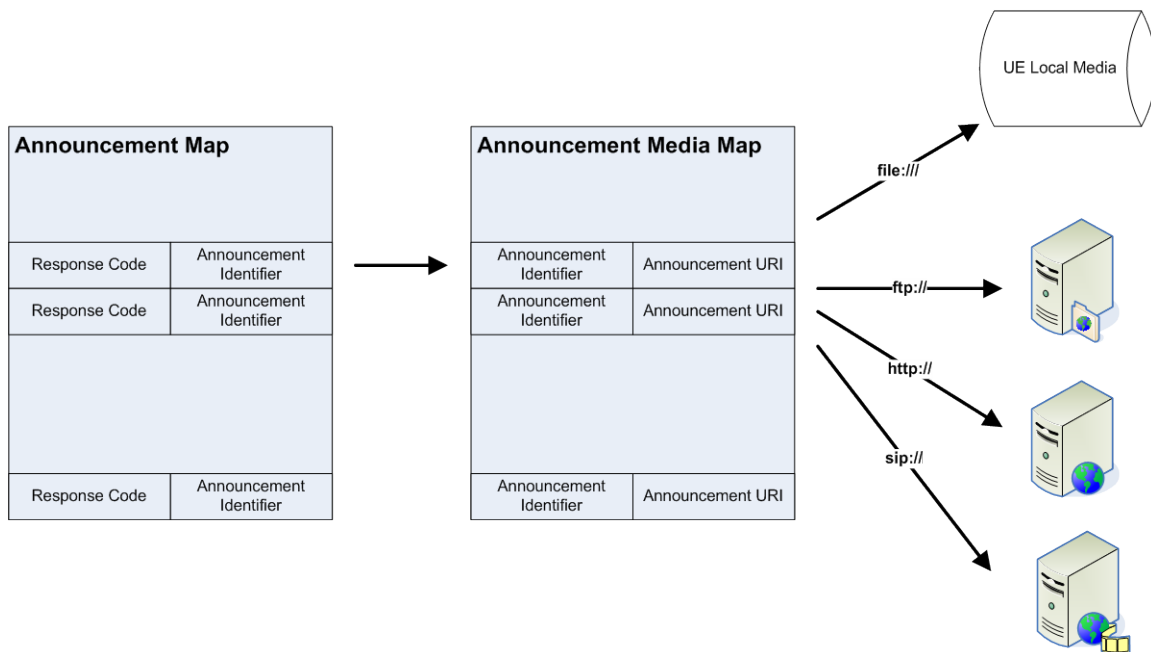 UE Local Media
Announcement Map
Announcement Media Map
file:///
Response Code
Announcement
Identifier
Announcement
Identifier
Announcement URI
Response Code
Announcement
Identifier
Announcement
Identifier
Announcement URI
ftp://
http://
sip://
Response Code
Announcement
Identifier
Announcement
Identifier
Announcement URI